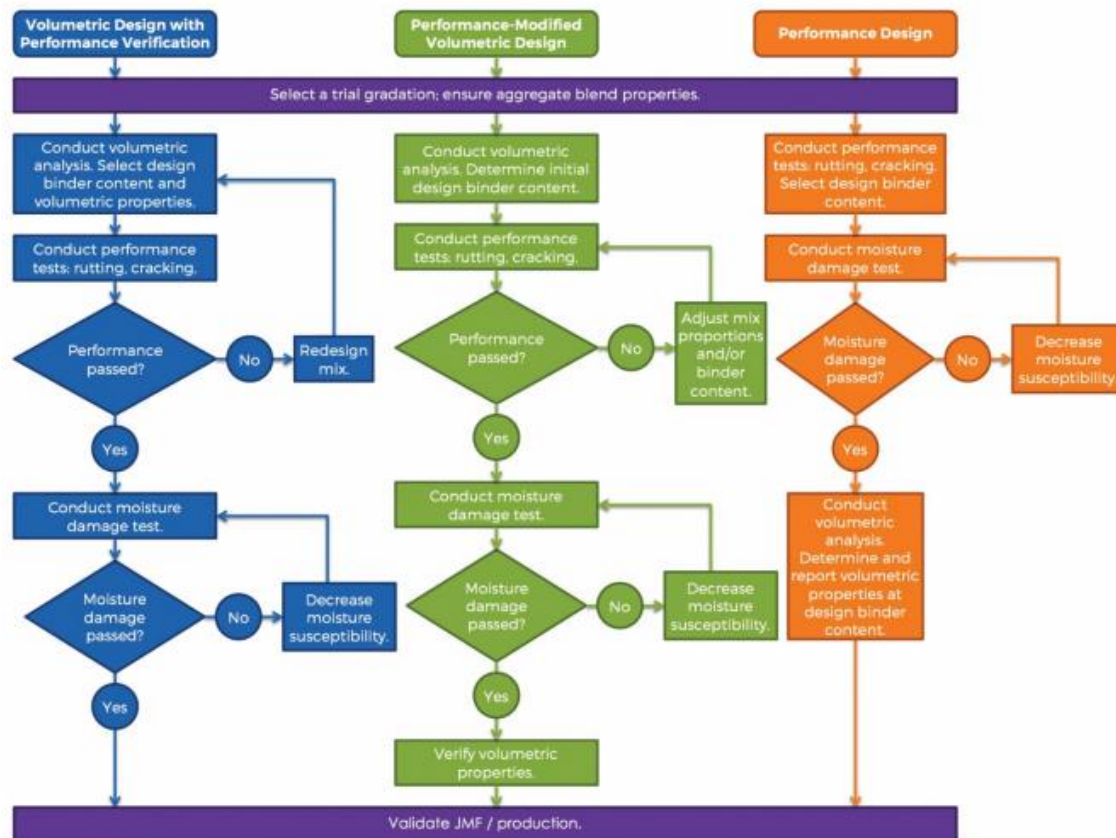 Volumetric Design with
Performance Verification
Performance-Modified
Volumetric Design
Performance Design
Select a trial gradation; ensure aggregate blend properties.
Conduct volumetric
analysis. Select design
binder content and
volumetric properties.
Conduct performance
tests: rutting, cracking.
Performance
passed?
No
Redesign
mix.
Yes
Conduct moisture
damage test.
Moisture
damage
passed?
No
Decrease
moisture
susceptibility.
Yes
Conduct volumetric
analysis. Determine initial
design binder content.
Conduct performance
tests: rutting, cracking.
Performance
passed?
No
Adjust mix
proportions
and/or
binder
content.
Yes
Conduct moisture
damage test.
Moisture
damage
passed?
No
Decrease
moisture
susceptibility.
Yes
Verify volumetric
properties.
Conduct performance
tests: rutting, cracking.
Select design binder
content.
Conduct moisture
damage test.
Moisture
damage
passed?
No
Decrease
moisture
susceptibility
Yes
Conduct
volumetric
analysis.
Determine and
report volumetric
properties at
design binder
content.
Validate JMF / production.